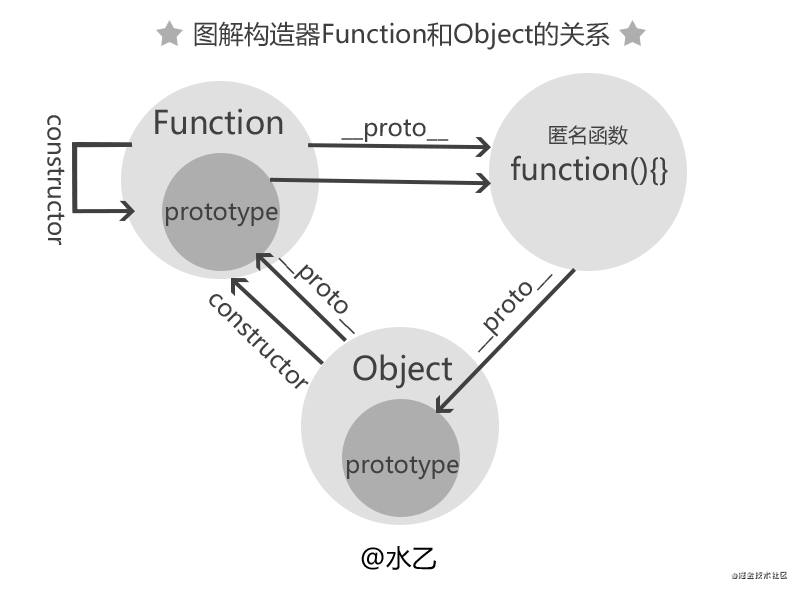 图解构造器Function和Object的关系
Function
constructor
__proto__
匿名函数
function(){}
prototype
__proto__
constructor
__proto__
Object
prototype
@水乙
@掘金技术社区